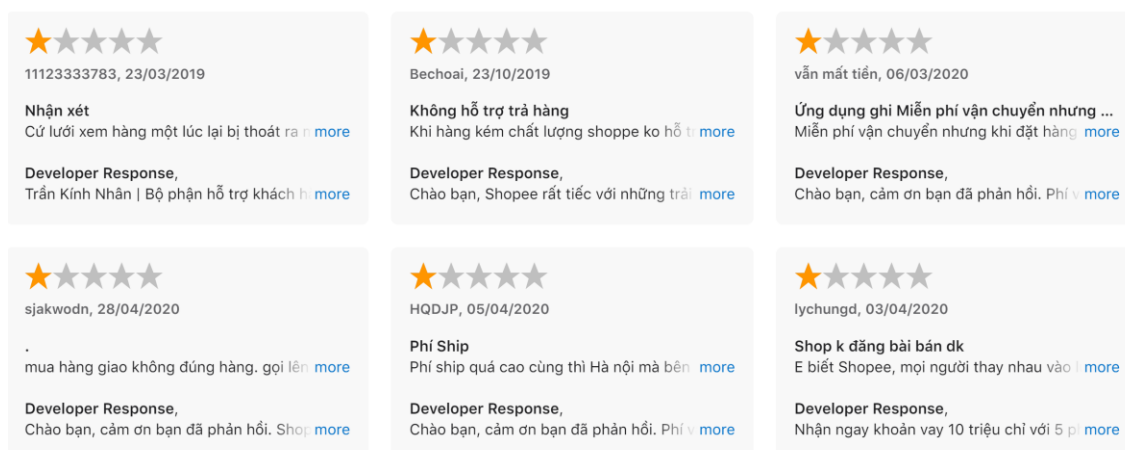 11123333783, 23/03/2019
Nhận xét
Cứ lưới xem hàng một lúc lại bị thoát ra more
Developer Response,
Trần Kính Nhân | Bộ phận hỗ trợ khách more
Bechoai, 23/10/2019
Không hỗ trợ trả hàng
Khi hàng kém chất lượng shoppe ko hỗ more
Developer Response,
Chào bạn, Shopee rất tiếc với những trải more
vẫn mất tiền, 06/03/2020
Ứng dụng ghi Miễn phí vận chuyển nhưng ...
Miễn phí vận chuyển nhưng khi đặt hàng more
Developer Response,
Chào bạn, cảm ơn bạn đã phản hồi. Phí more
sjakwodn, 28/04/2020
.
mua hàng giao không đúng hàng. gọi lên more
Developer Response,
Chào bạn, cảm ơn bạn đã phản hồi. Shop more
HQDJP, 05/04/2020
Phí Ship
Phí ship quá cao cùng thì Hà nội mà bên more
Developer Response,
Chào bạn, cảm ơn bạn đã phản hồi. Phí more
lychungd, 03/04/2020
Shop k đăng bài bán dk
E biết Shopee, mọi người thay nhau vào more
Developer Response,
Nhận ngay khoản vay 10 triệu chỉ với 5 more